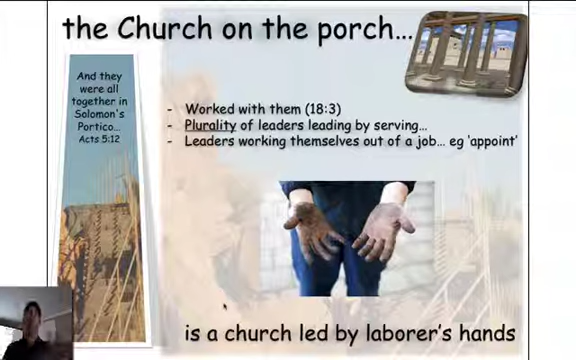 the Church on the porch...
And they
were all
together in
Solomon's
Portico...
Acts 5:12
- Worked with them (18:3)
- Plurality of leaders leading by serving...
- Leaders working themselves out of a job... eg 'appoint'
is a church led by laborer's hands